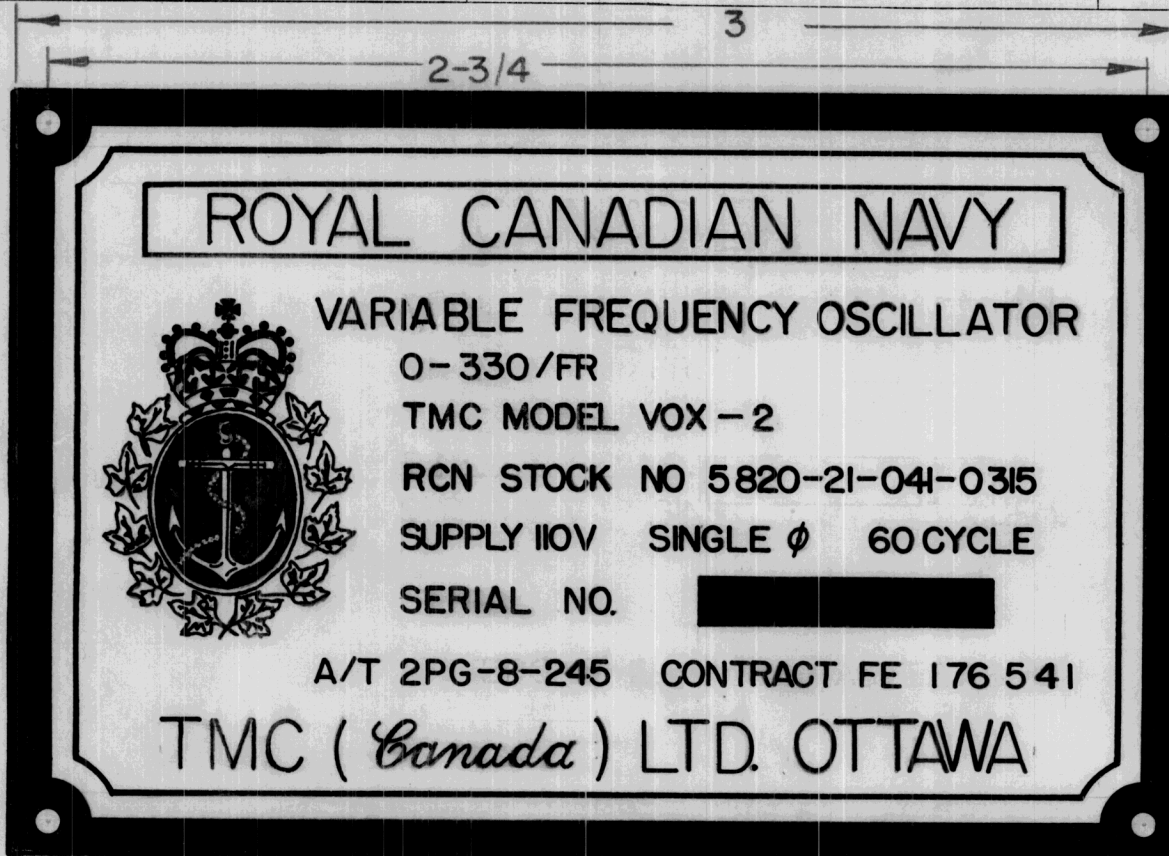 3
2-3/4
ROYAL CANADIAN NAVY
VARIABLE FREQUENCY OSCILLATOR
O-330/FR
TMC MODEL VOX-2
RCN STOCK NO 5820-21-041-0315
SUPPLY 110V SINGLE ϕ 60 CYCLE
SERIAL NO.
A/T 2PG-8-245 CONTRACT FE 176541
TMC (Canada) LTD. OTTAWA